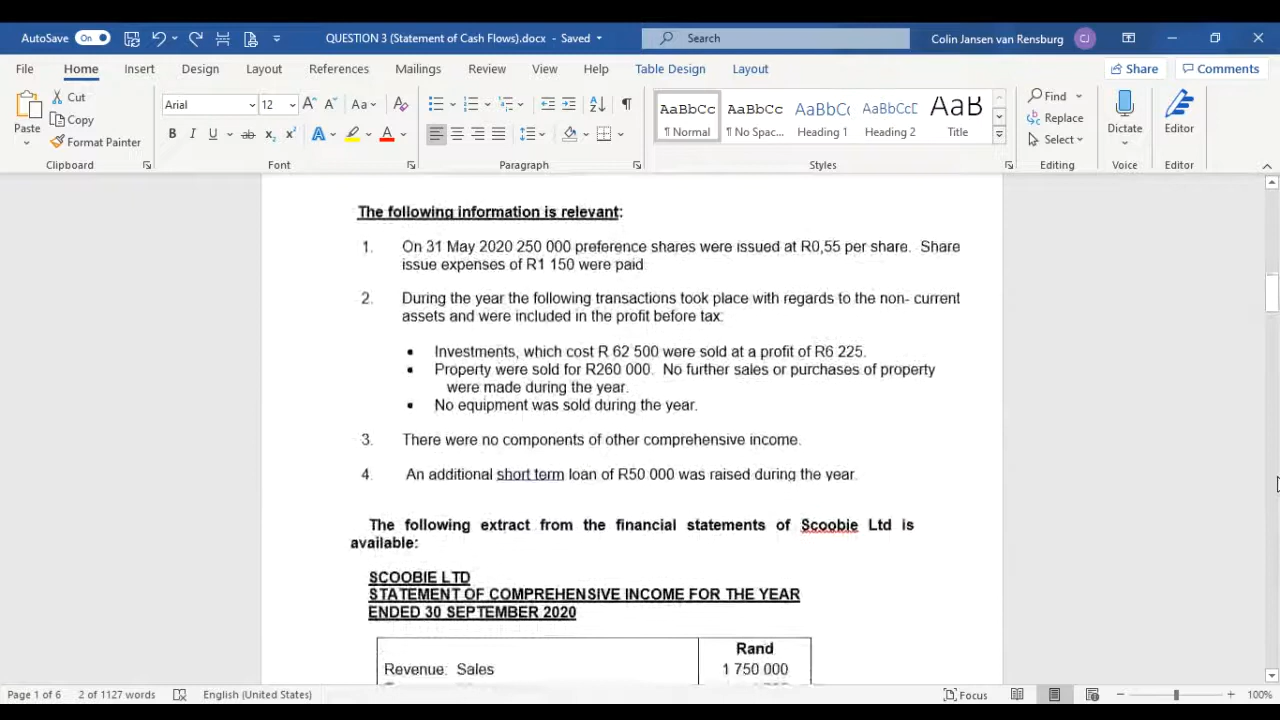 AutoSave On QUESTION 3 (Statement of Cash Flows).docx - Saved Search Colin Jansen van Rensburg CJ
File Home Insert Design Layout References Mailings Review View Help Table Design Layout Share Comments
Paste Cut Copy Format Painter
Arial 12
AaBbCc ¶ Normal AaBbCc ¶ No Spac... AaBbCc Heading 1 AaBbCcD Heading 2 AaB Title
Find Replace Select
Dictate Editor
Clipboard Font Paragraph Styles Editing Voice Editor
The following information is relevant:
1. On 31 May 2020 250 000 preference shares were issued at R0,55 per share. Share
issue expenses of R1 150 were paid
2. During the year the following transactions took place with regards to the non- current
assets and were included in the profit before tax:
• Investments, which cost R 62 500 were sold at a profit of R6 225.
• Property were sold for R260 000. No further sales or purchases of property
were made during the year.
• No equipment was sold during the year.
3. There were no components of other comprehensive income.
4. An additional short term loan of R50 000 was raised during the year.
The following extract from the financial statements of Scoobie Ltd is
available:
SCOOBIE LTD
STATEMENT OF COMPREHENSIVE INCOME FOR THE YEAR
ENDED 30 SEPTEMBER 2020
Rand
Revenue: Sales 1 750 000
Page 1 of 6 2 of 1127 words English (United States) Focus 100%